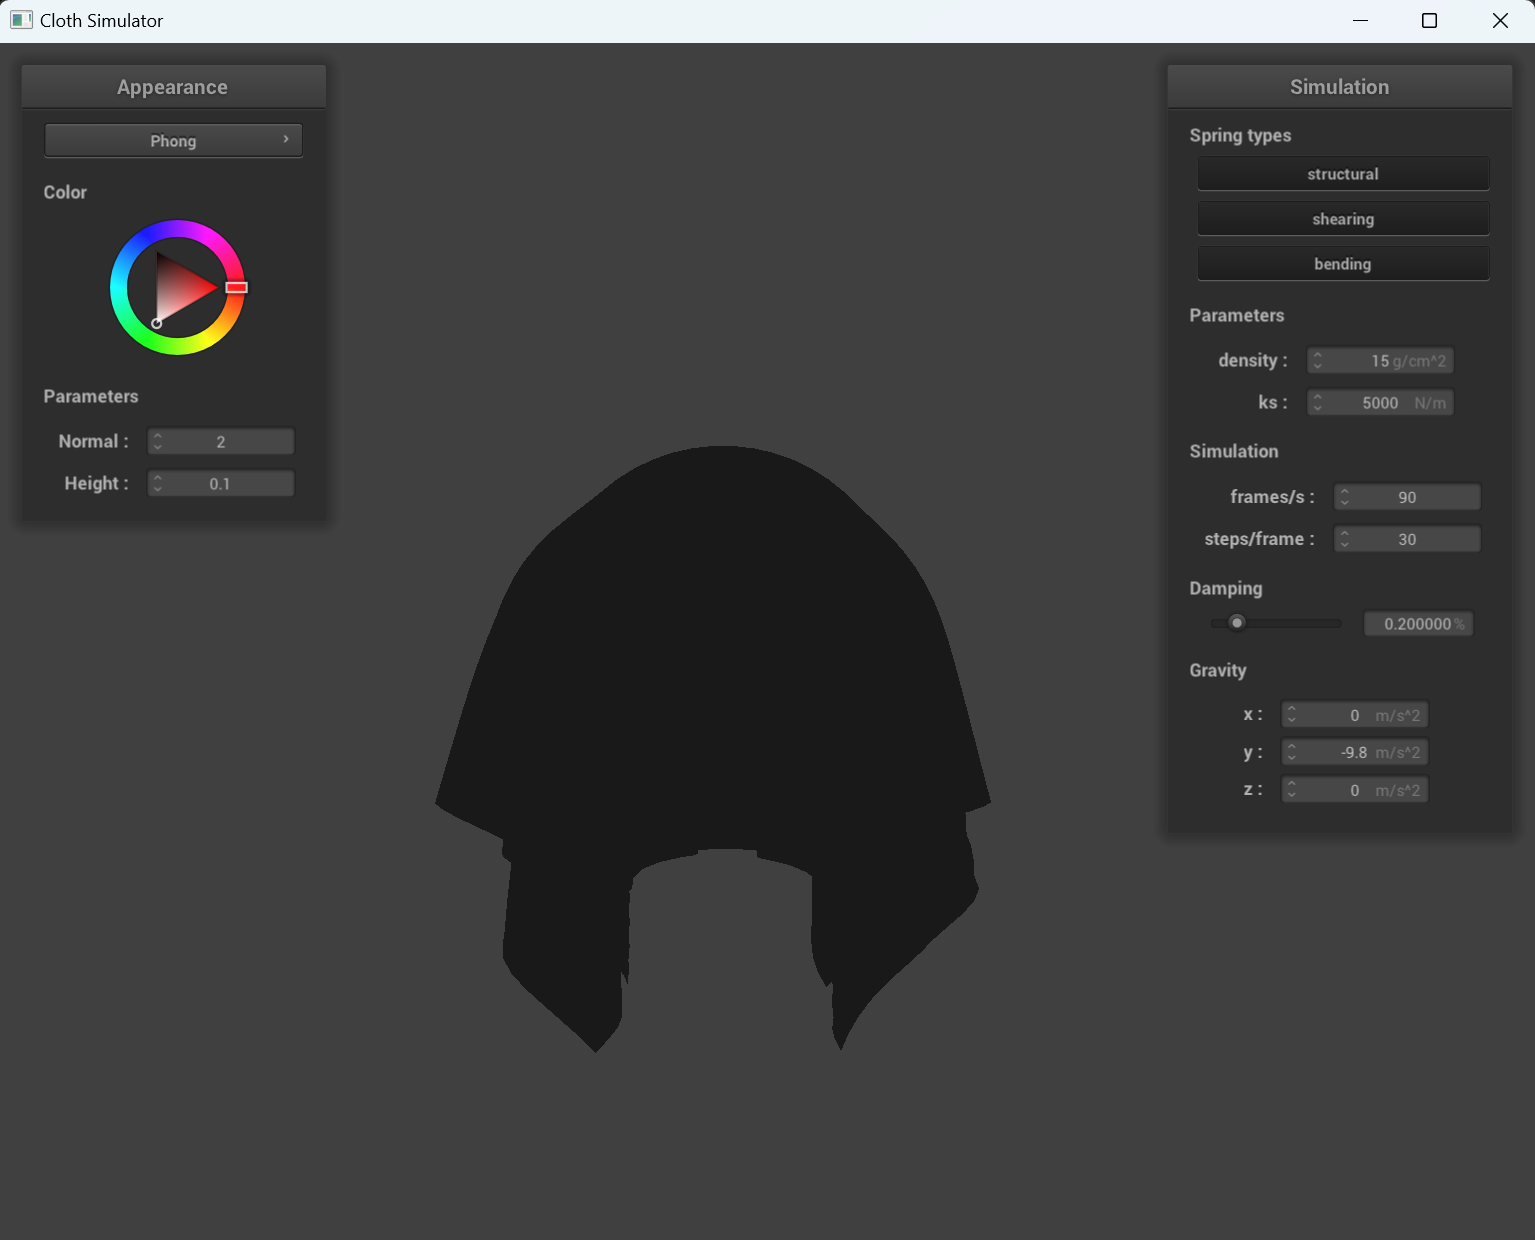 Cloth Simulator
Appearance
Phong
Color
Parameters
Normal : 2
Height : 0.1
Simulation
Spring types
structural
shearing
bending
Parameters
density : 15 g/cm^2
ks : 5000 N/m
Simulation
frames/s : 90
steps/frame : 30
Damping
0.200000 %
Gravity
x : 0 m/s^2
y : -9.8 m/s^2
z : 0 m/s^2